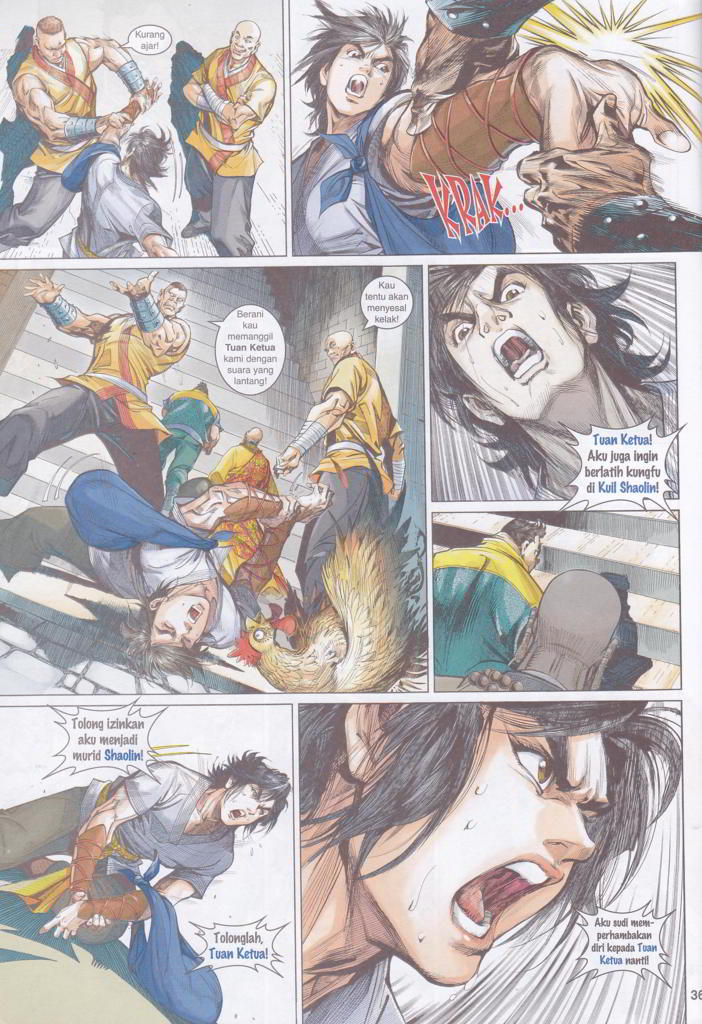 Kurang
ajar!
KRAK...
Berani
kau
memanggil
Tuan Ketua
kami dengan
suara yang
lantang!
Kau
tentu akan
menyesal
kelak!
Tuan Ketua!
Aku juga ingin
berlatih kungfu
di Kuil Shaolin!
Tolong izinkan
aku menjadi
murid Shaolin!
Tolonglah,
Tuan Ketua!
Aku sudi mem-
perhambakan
diri kepada Tuan
Ketua nanti!
36